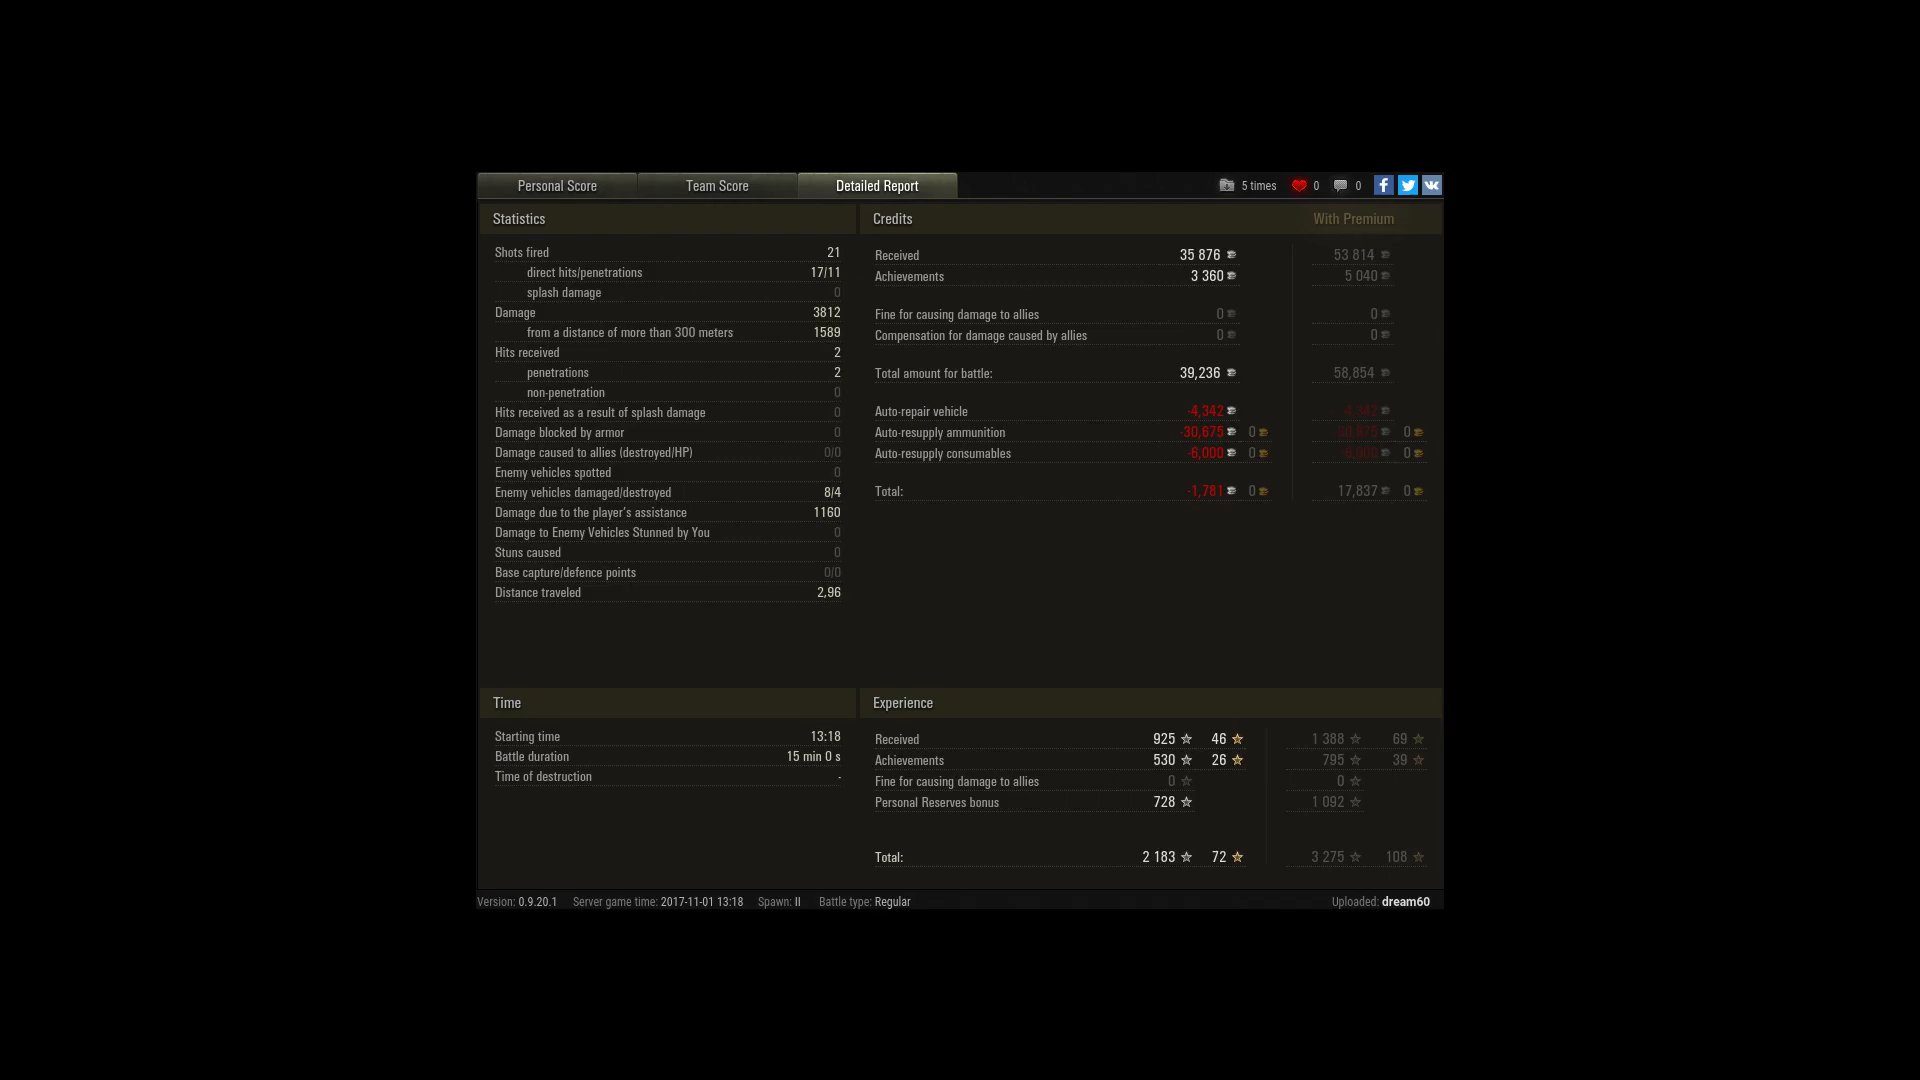 Personal Score Team Score Detailed Report 5 times 0 0
Statistics
Shots fired 21
direct hits/penetrations 17/11
splash damage 0
Damage 3812
from a distance of more than 300 meters 1589
Hits received 2
penetrations 2
non-penetration 0
Hits received as a result of splash damage 0
Damage blocked by armor 0
Damage caused to allies (destroyed/HP) 0/0
Enemy vehicles spotted 0
Enemy vehicles damaged/destroyed 8/4
Damage due to the player's assistance 1160
Damage to Enemy Vehicles Stunned by You 0
Stuns caused 0
Base capture/defence points 0/0
Distance traveled 2,96
Credits With Premium
Received 35 876 53 814
Achievements 3 360 5 040
Fine for causing damage to allies 0 0
Compensation for damage caused by allies 0 0
Total amount for battle: 39,236 58,854
Auto-repair vehicle -4,342 -4,342
Auto-resupply ammunition -30,675 0 -30,675 0
Auto-resupply consumables -6,000 0 -6,000 0
Total: -1,781 0 17,837 0
Time
Starting time 13:18
Battle duration 15 min 0 s
Time of destruction -
Experience
Received 925 46 1 388 69
Achievements 530 26 795 39
Fine for causing damage to allies 0 0
Personal Reserves bonus 728 1 092
Total: 2 183 72 3 275 108
Version: 0.9.20.1 Server game time: 2017-11-01 13:18 Spawn: II Battle type: Regular Uploaded: dream60